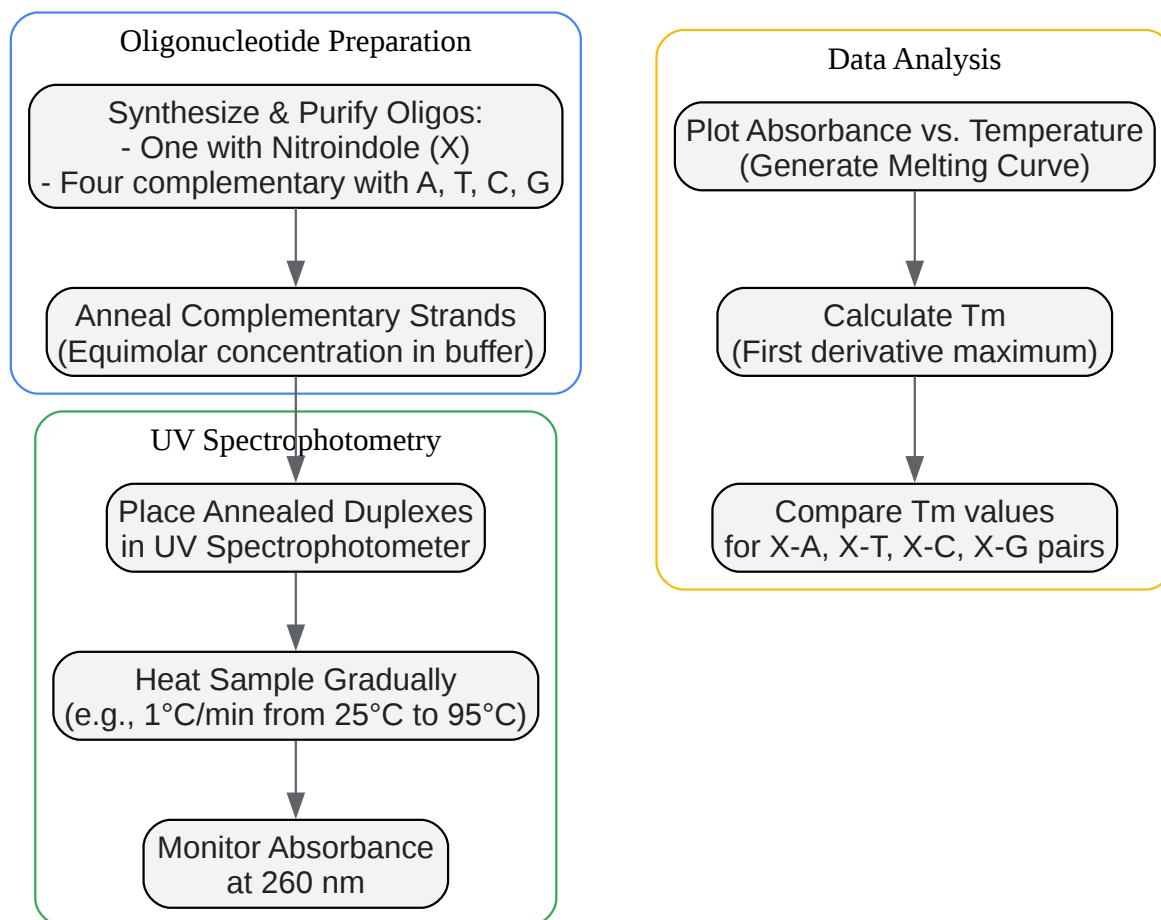 Oligonucleotide Preparation
Synthesize & Purify Oligos:
- One with Nitroindole (X)
- Four complementary with A, T, C, G
Anneal Complementary Strands
(Equimolar concentration in buffer)
UV Spectrophotometry
Place Annealed Duplexes
in UV Spectrophotometer
Heat Sample Gradually
(e.g., 1°C/min from 25°C to 95°C)
Monitor Absorbance
at 260 nm
Data Analysis
Plot Absorbance vs. Temperature
(Generate Melting Curve)
Calculate Tm
(First derivative maximum)
Compare Tm values
for X-A, X-T, X-C, X-G pairs